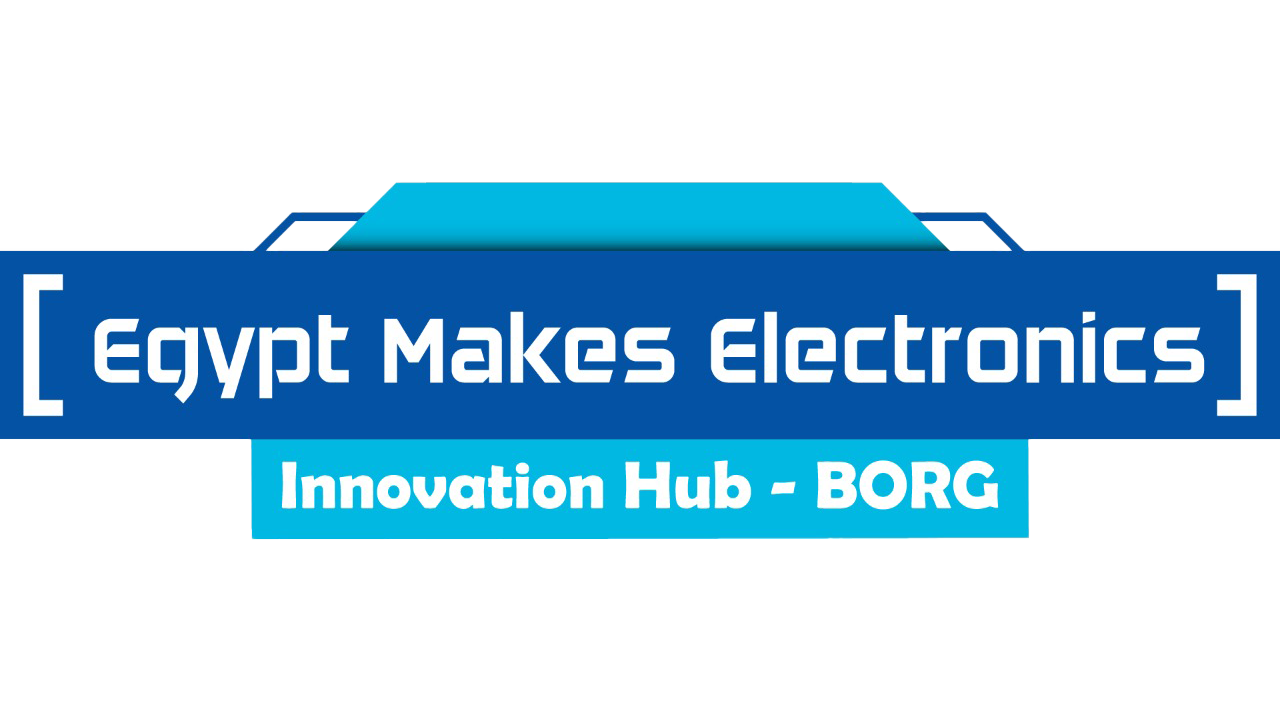 [ Egypt Makes Electronics ]
Innovation Hub - BORG